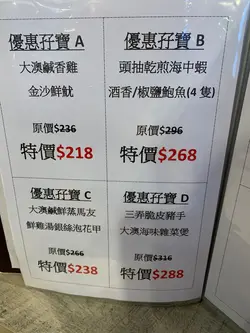 優惠孖寶 A
大澳鹹香雞
金沙鮮魷
原價$236
特價$218
優惠孖寶 B
頭抽乾煎海中蝦
酒香/椒鹽鮑魚(4 隻)
原價$296
特價$268
優惠孖寶 C
大澳鹹鮮蒸馬友
鮮雞湯銀絲泡花甲
原價$266
特價$238
優惠孖寶 D
三弄脆皮豬手
大澳海味雜菜煲
原價$316
特價$288